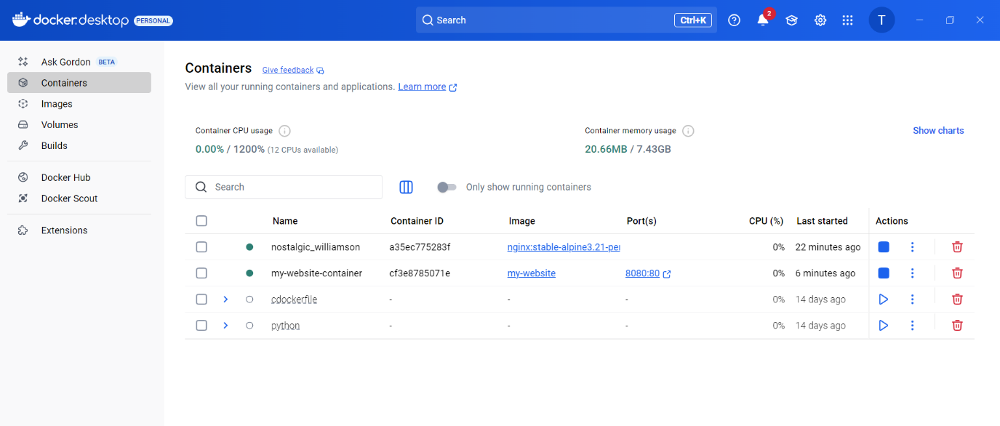 docker.desktop PERSONAL Search Ctrl+K 2 T
Ask Gordon BETA
Containers
Images
Volumes
Builds
Docker Hub
Docker Scout
Extensions
Containers Give feedback
View all your running containers and applications. Learn more
Container CPU usage
0.00% / 1200% (12 CPUs available)
Container memory usage
20.66MB / 7.43GB
Show charts
Search Only show running containers
Name Container ID Image Port(s) CPU (%) Last started Actions
nostalgic_williamson a35ec775283f nginx:stable-alpine3.21-per 0% 22 minutes ago
my-website-container cf3e8785071e my-website 8080:80 0% 6 minutes ago
cdockerfile - - - 0% 14 days ago
python - - - 0% 14 days ago